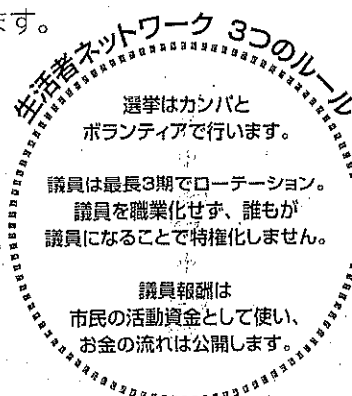 ます。
生活者ネットワーク 3つのルール
選挙はカンパと
ボランティアで行います。
議員は最長3期でローテーション。
議員を職業化せず、誰もが
議員になることで特権化しません。
議員報酬は
市民の活動資金として使い、
お金の流れは公開します。